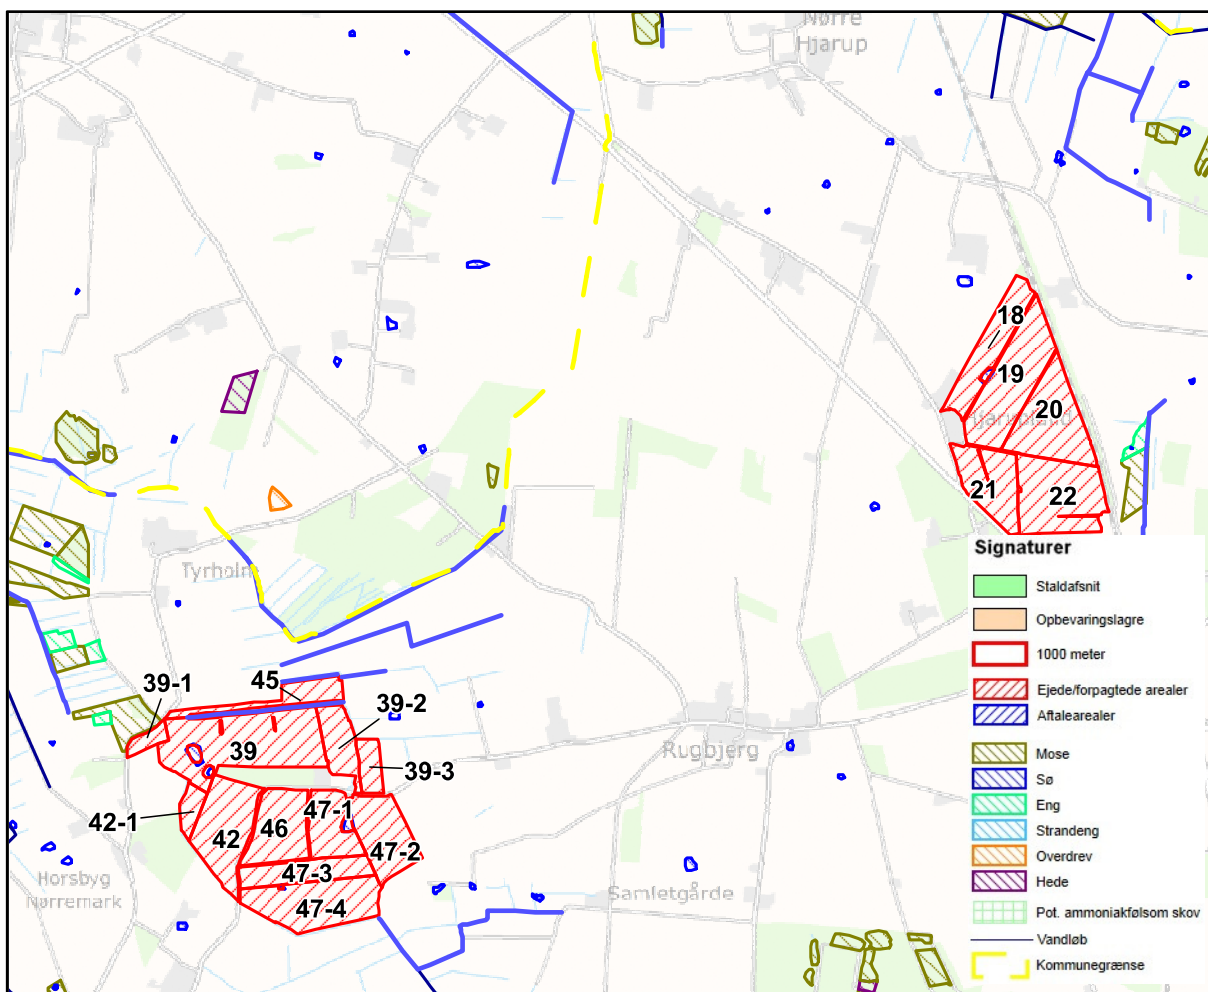 Nørre
Hjarup
18
19
20
21
22
Tyrholm
39-1
45
39-2
39
39-3
42-1
42
46
47-1
47-2
47-3
47-4
Rugbjerg
Horsbyg
Nørremark
Samletgårde
Signaturer
Staldafsnit
Opbevaringslagre
1000 meter
Ejede/forpagtede arealer
Aftalearealer
Mose
Sø
Eng
Strandeng
Overdrev
Hede
Pot. ammoniakfølsom skov
Vandløb
Kommunegrænse